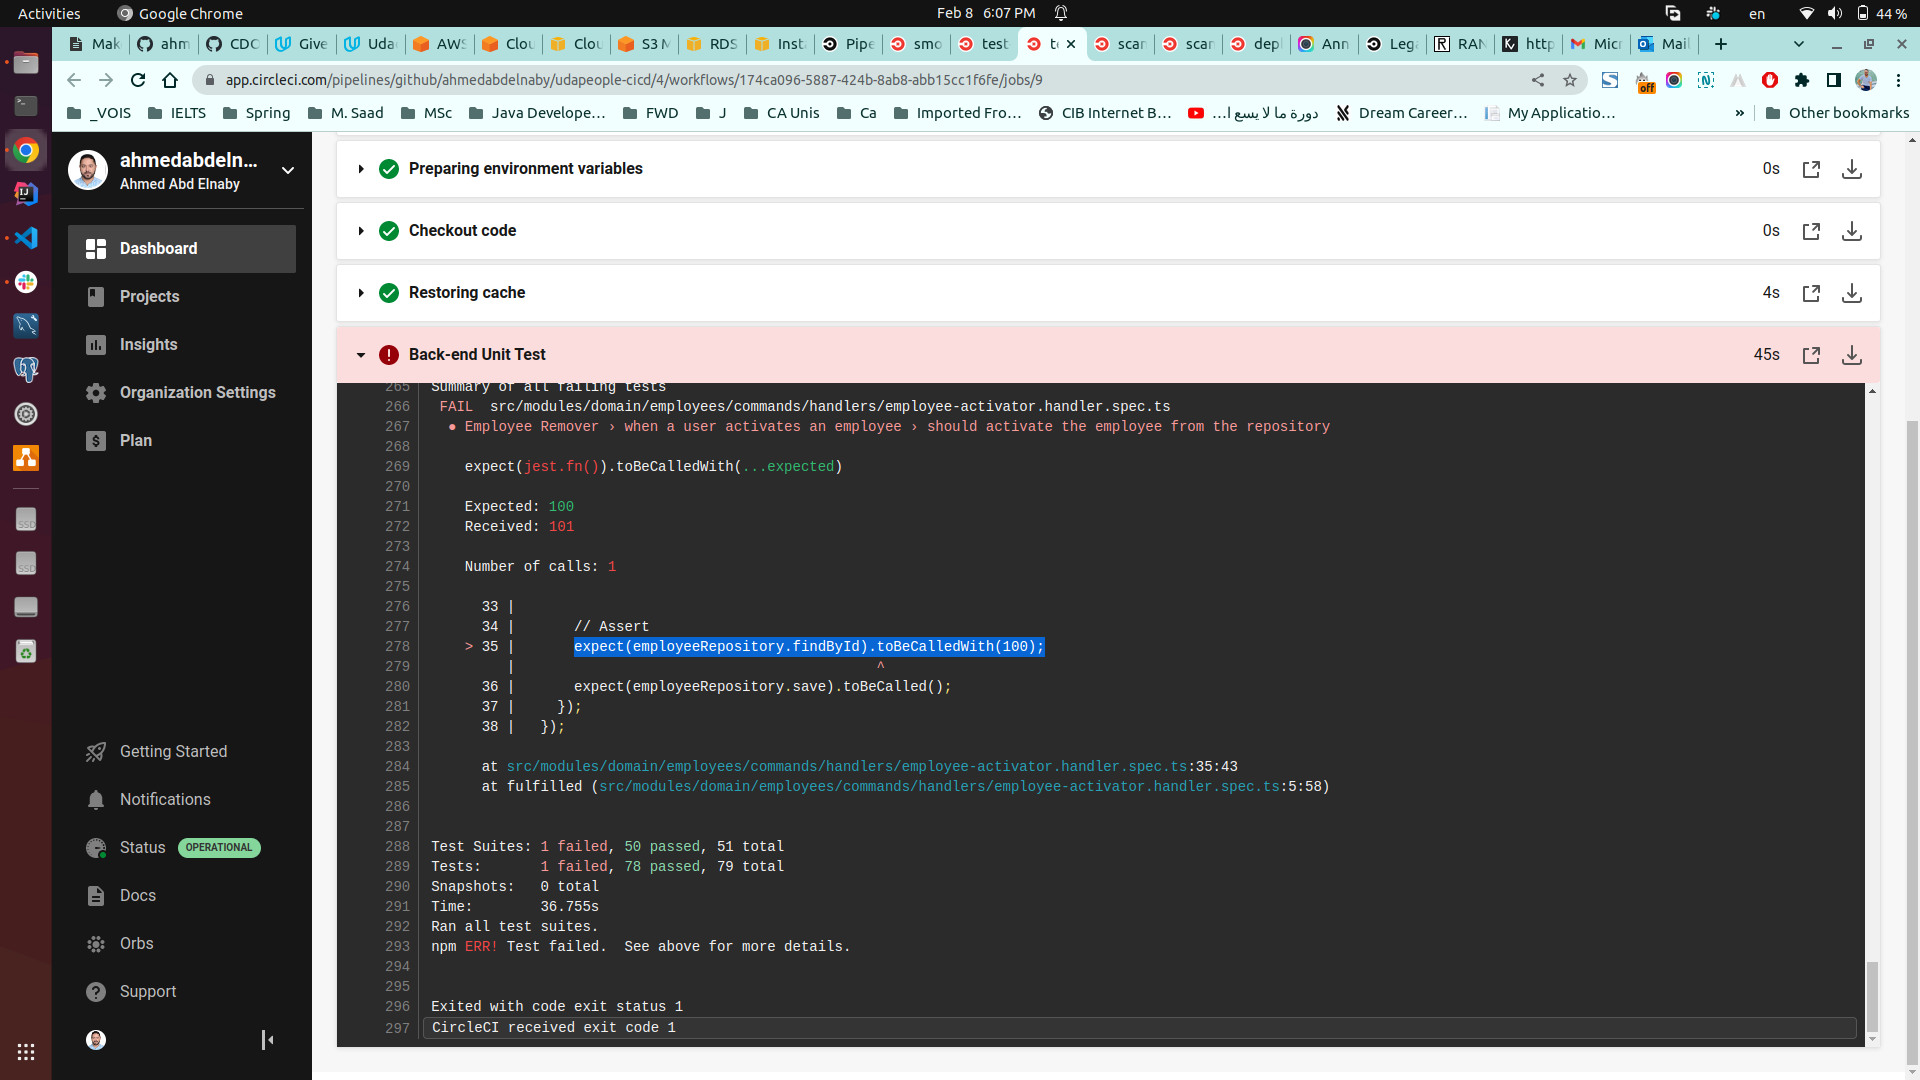 Activities
Google Chrome
Feb 8 6:07 PM
en
44 %
Mak
ahm
CDC
Give
Uda
AWS
Clou
Clou
S3 M
RDS
Inst
Pipe
smo
test
te
scar
scar
depl
Ann
Lega
RAN
http
Micr
Mail
app.circleci.com/pipelines/github/ahmedabdelnaby/udapeople-cicd/4/workflows/174ca096-5887-424b-8ab8-abb15cc1f6fe/jobs/9
off
_VOIS
IELTS
Spring
M. Saad
MSc
Java Develope...
FWD
J
CA Unis
Ca
Imported Fro...
CIB Internet B...
دورة ما لا يسع ا...
Dream Career...
My Applicatio...
»
Other bookmarks
ahmedabdeln...
Ahmed Abd Elnaby
Dashboard
Projects
Insights
Organization Settings
Plan
Getting Started
Notifications
Status OPERATIONAL
Docs
Orbs
Support
SSD
SSD
Preparing environment variables 0s
Checkout code 0s
Restoring cache 4s
Back-end Unit Test 45s
265 Summary of all failing tests
266 FAIL src/modules/domain/employees/commands/handlers/employee-activator.handler.spec.ts
267 ● Employee Remover › when a user activates an employee › should activate the employee from the repository
268
269 expect(jest.fn()).toBeCalledWith(...expected)
270
271 Expected: 100
272 Received: 101
273
274 Number of calls: 1
275
276 33 |
277 34 | // Assert
278 > 35 | expect(employeeRepository.findById).toBeCalledWith(100);
279 | ^
280 36 | expect(employeeRepository.save).toBeCalled();
281 37 | });
282 38 | });
283
284 at src/modules/domain/employees/commands/handlers/employee-activator.handler.spec.ts:35:43
285 at fulfilled (src/modules/domain/employees/commands/handlers/employee-activator.handler.spec.ts:5:58)
286
287
288 Test Suites: 1 failed, 50 passed, 51 total
289 Tests: 1 failed, 78 passed, 79 total
290 Snapshots: 0 total
291 Time: 36.755s
292 Ran all test suites.
293 npm ERR! Test failed. See above for more details.
294
295
296 Exited with code exit status 1
297 CircleCI received exit code 1